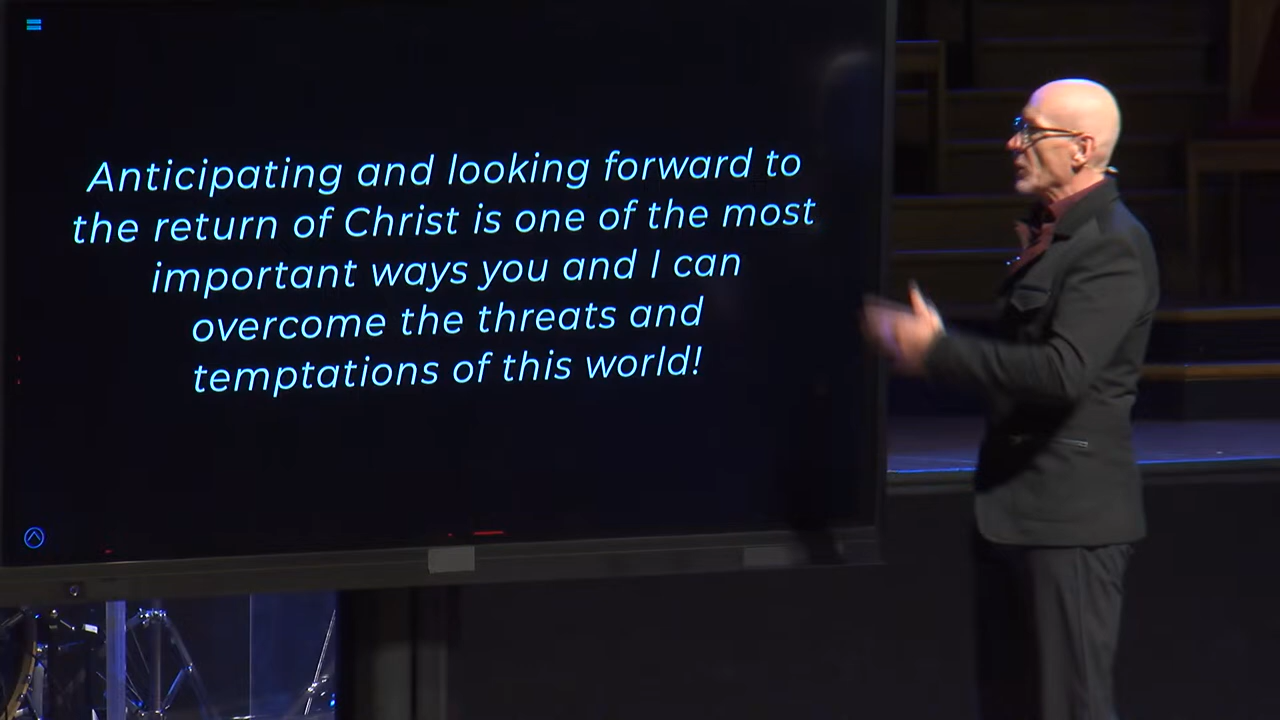 Anticipating and looking forward to
the return of Christ is one of the most
important ways you and I can
overcome the threats and
temptations of this world!